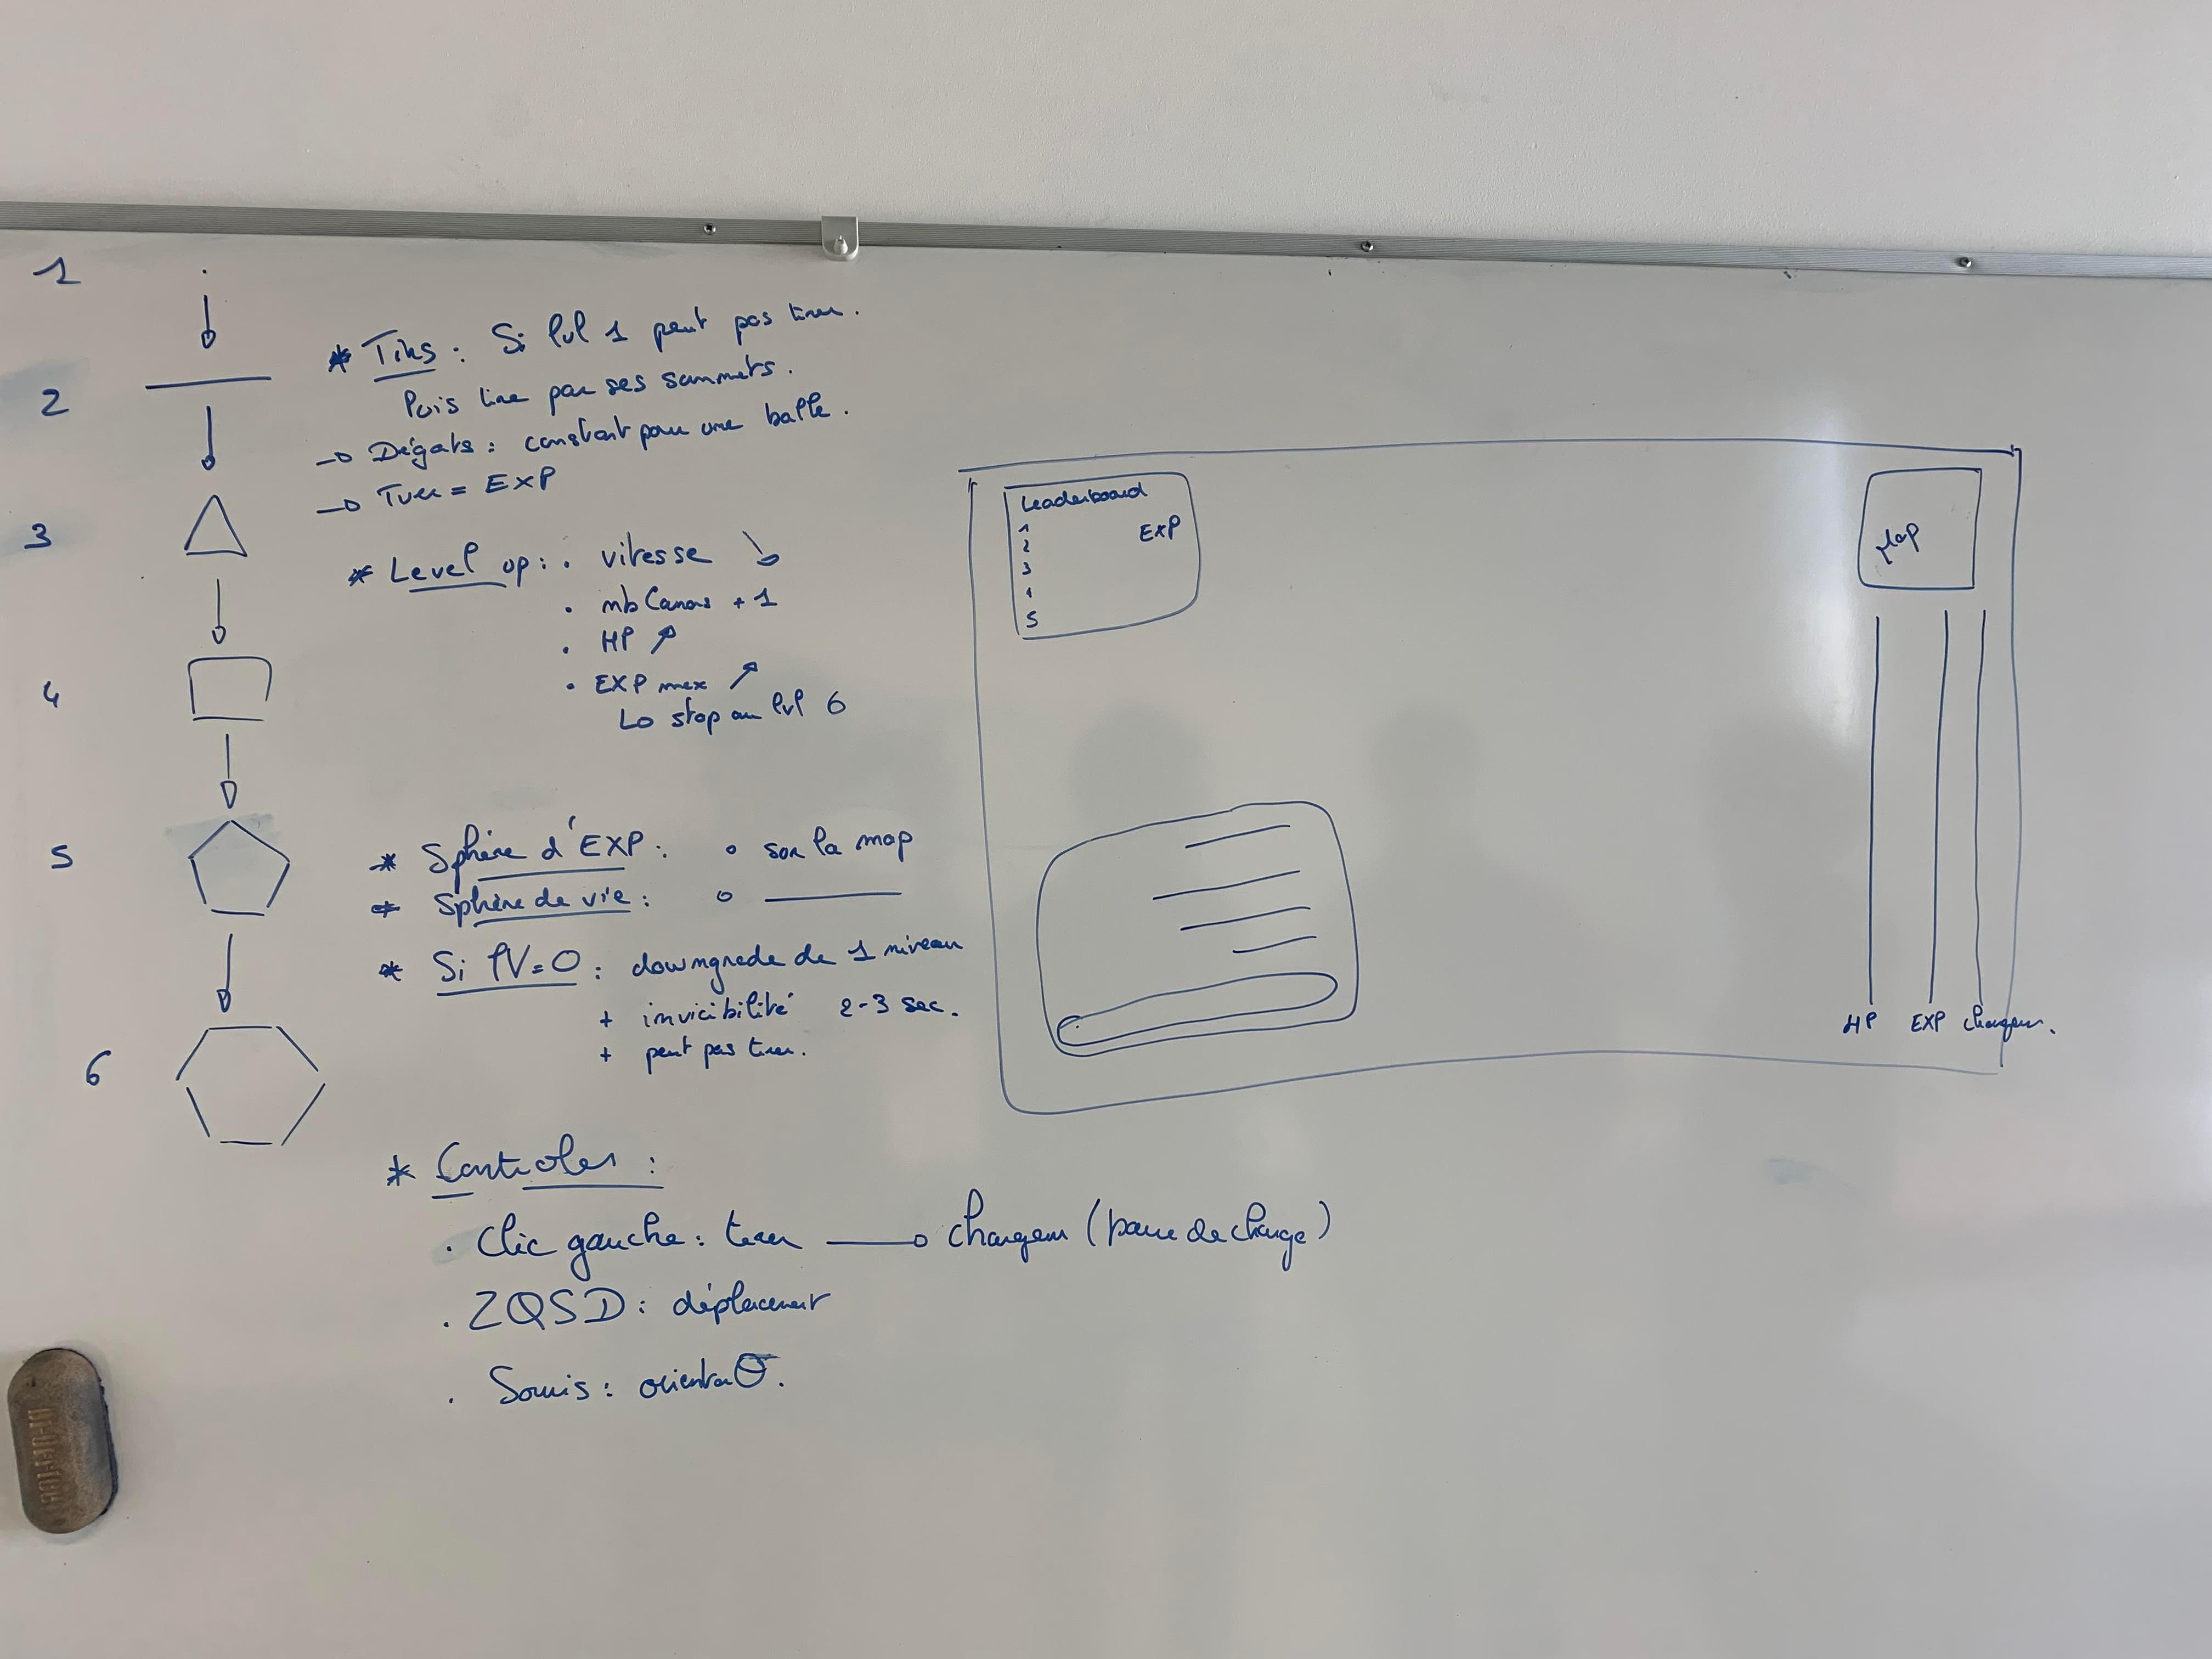 1
2
3
4
5
6
* Tirs : Si lvl 1 peut pas tirer.
Puis tire par ses sommets.
→ Dégats : constant pour une balle.
→ Tuer = EXP
* Level up : • vitesse ↘
• nb Canons + 1
• HP ↗
• EXP max ↗
↳ stop au lvl 6
* Sphère d'EXP : ∘ sur la map
* Sphère de vie : ∘ ———
* Si PV=0 : downgrade de 1 niveau
+ invicibilité 2-3 sec.
+ peut pas tirer.
* Controles :
• Clic gauche : tirer → chargeur (barre de charge)
• ZQSD : déplacement
• Souris : orientaθ.
Leaderboard
1 EXP
2
3
4
5
Map
HP EXP chargeur.